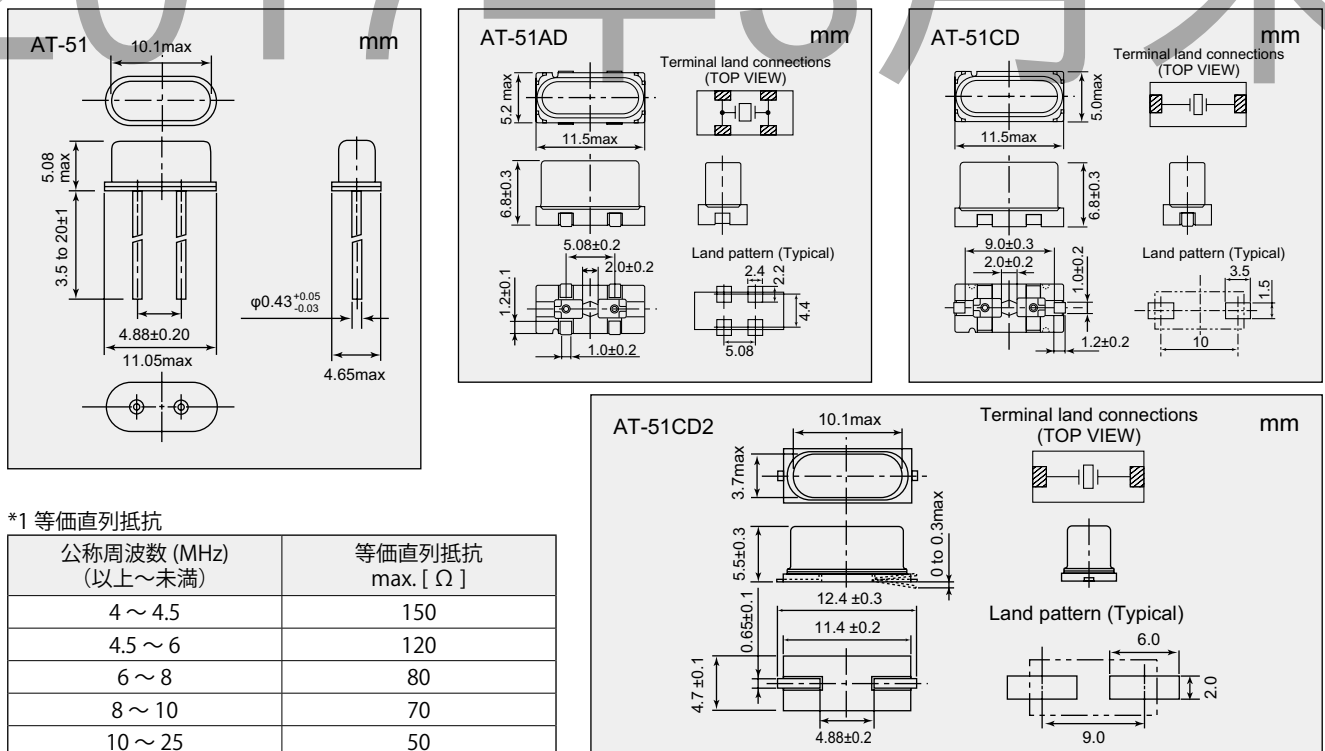 2017年3月末
AT-51
mm
10.1max
5.08
max
3.5 to 20±1
4.88±0.20
11.05max
φ0.43 +0.05 -0.03
4.65max
AT-51AD
mm
Terminal land connections
(TOP VIEW)
5.2 max
11.5max
6.8±0.3
5.08±0.2
2.0±0.2
1.2±0.1
1.0±0.2
Land pattern (Typical)
2.4
2.2
4.4
5.08
AT-51CD
mm
Terminal land connections
(TOP VIEW)
5.0max
11.5max
6.8±0.3
9.0±0.3
2.0±0.2
1.0±0.2
1.2±0.2
Land pattern (Typical)
3.5
1.5
10
AT-51CD2
mm
10.1max
Terminal land connections
(TOP VIEW)
3.7max
5.5±0.3
0 to 0.3max
12.4 ±0.3
0.65±0.1
11.4 ±0.2
4.7 ±0.1
4.88±0.2
Land pattern (Typical)
6.0
2.0
9.0
*1 等価直列抵抗
公称周波数 (MHz)
（以上～未満）
等価直列抵抗
max. [ Ω ]
4 ～ 4.5 150
4.5 ～ 6 120
6 ～ 8 80
8 ～ 10 70
10 ～ 25 50